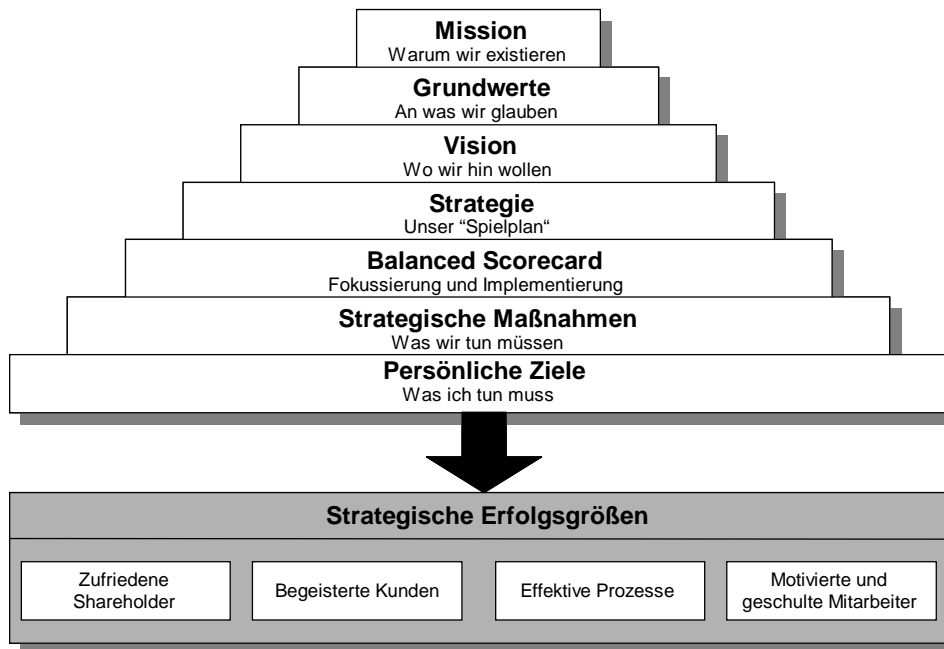 Mission
Warum wir existieren
Grundwerte
An was wir glauben
Vision
Wo wir hin wollen
Strategie
Unser “Spielplan“
Balanced Scorecard
Fokussierung und Implementierung
Strategische Maßnahmen
Was wir tun müssen
Persönliche Ziele
Was ich tun muss
Strategische Erfolgsgrößen
Zufriedene
Shareholder
Begeisterte Kunden
Effektive Prozesse
Motivierte und
geschulte Mitarbeiter